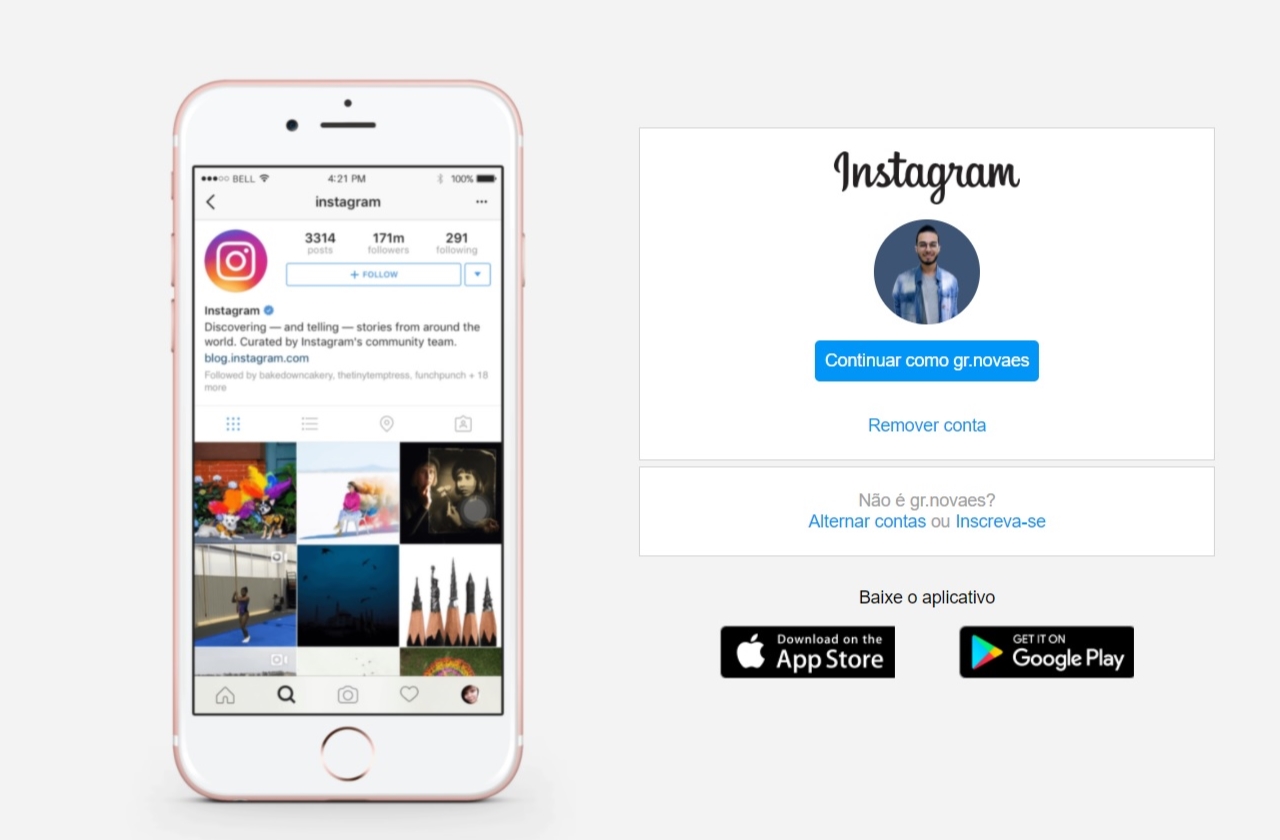 BELL
4:21 PM
100%
instagram
3314
171m
291
posts
followers
following
+ FOLLOW
Instagram
Discovering — and telling — stories from around the
world. Curated by Instagram's community team.
blog.instagram.com
Followed by bakedowncakery, thetinytemptress, funchpunch + 18
more
Instagram
Continuar como gr.novaes
Remover conta
Não é gr.novaes?
Alternar contas ou Inscreva-se
Baixe o aplicativo
Download on the
App Store
GET IT ON
Google Play